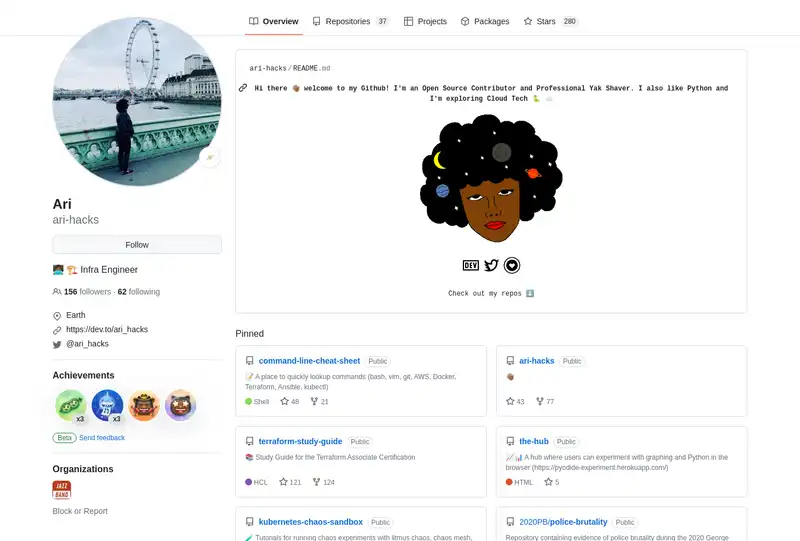 Overview
Repositories 37
Projects
Packages
Stars 280
ari-hacks/README.md
Hi there 👋🏾 welcome to my Github! I'm an Open Source Contributor and Professional Yak Shaver. I also like Python and
I'm exploring Cloud Tech 🐍 ☁️
DEV
Check out my repos ⬇️
Ari
ari-hacks
Follow
👩🏾‍💻 🏗️ Infra Engineer
156 followers · 62 following
Earth
https://dev.to/ari_hacks
@ari_hacks
Achievements
x3
x3
Beta Send feedback
Organizations
JAZZ
BAND
Block or Report
Pinned
command-line-cheat-sheet Public
📝 A place to quickly lookup commands (bash, vim, git, AWS, Docker,
Terraform, Ansible, kubectl)
Shell 48 21
ari-hacks Public
👋🏾
43 77
terraform-study-guide Public
📚 Study Guide for the Terraform Associate Certification
HCL 121 124
the-hub Public
📈📊 A hub where users can experiment with graphing and Python in the
browser (https://pyodide-experiment.herokuapp.com/)
HTML 5
kubernetes-chaos-sandbox Public
🧪 Tutorials for running chaos experiments with litmus chaos, chaos mesh,
2020PB/police-brutality Public
Repository containing evidence of police brutality during the 2020 George